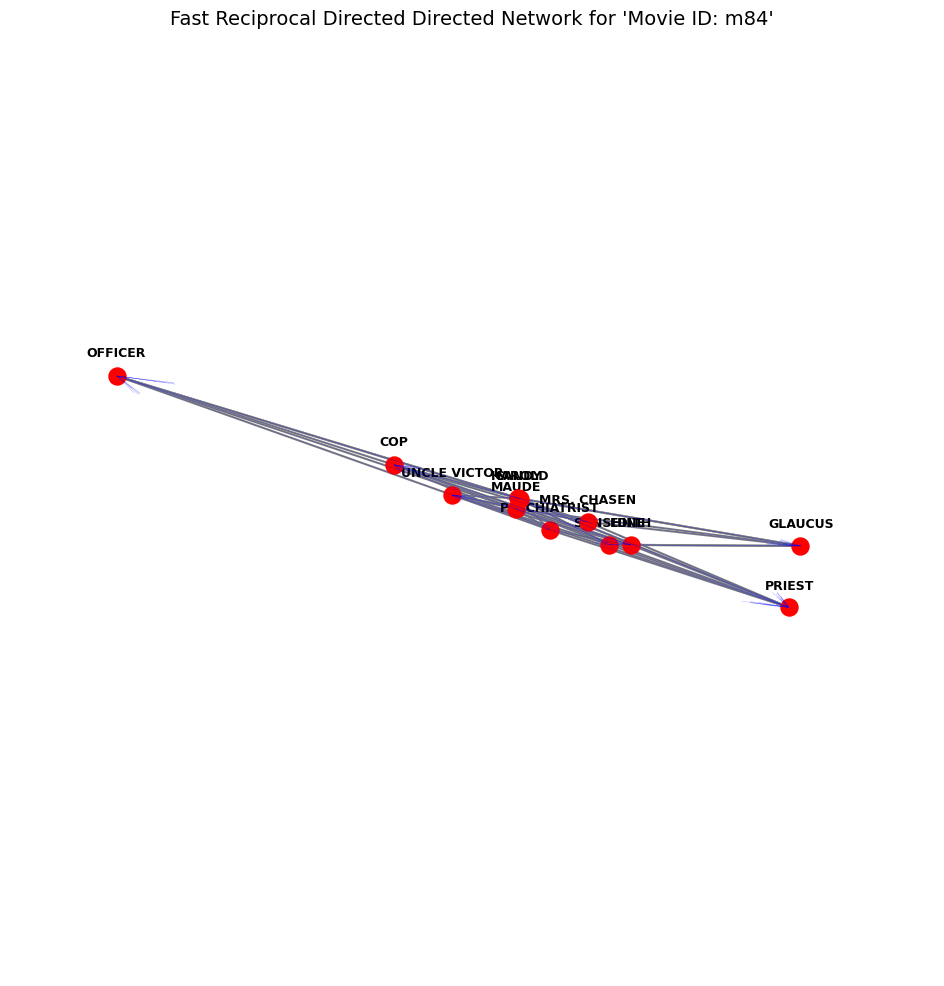 Fast Reciprocal Directed Directed Network for 'Movie ID: m84'
OFFICER
COP
UNCLE VICTOR
MAUDE
MRS. CHASEN
GLAUCUS
PRIEST